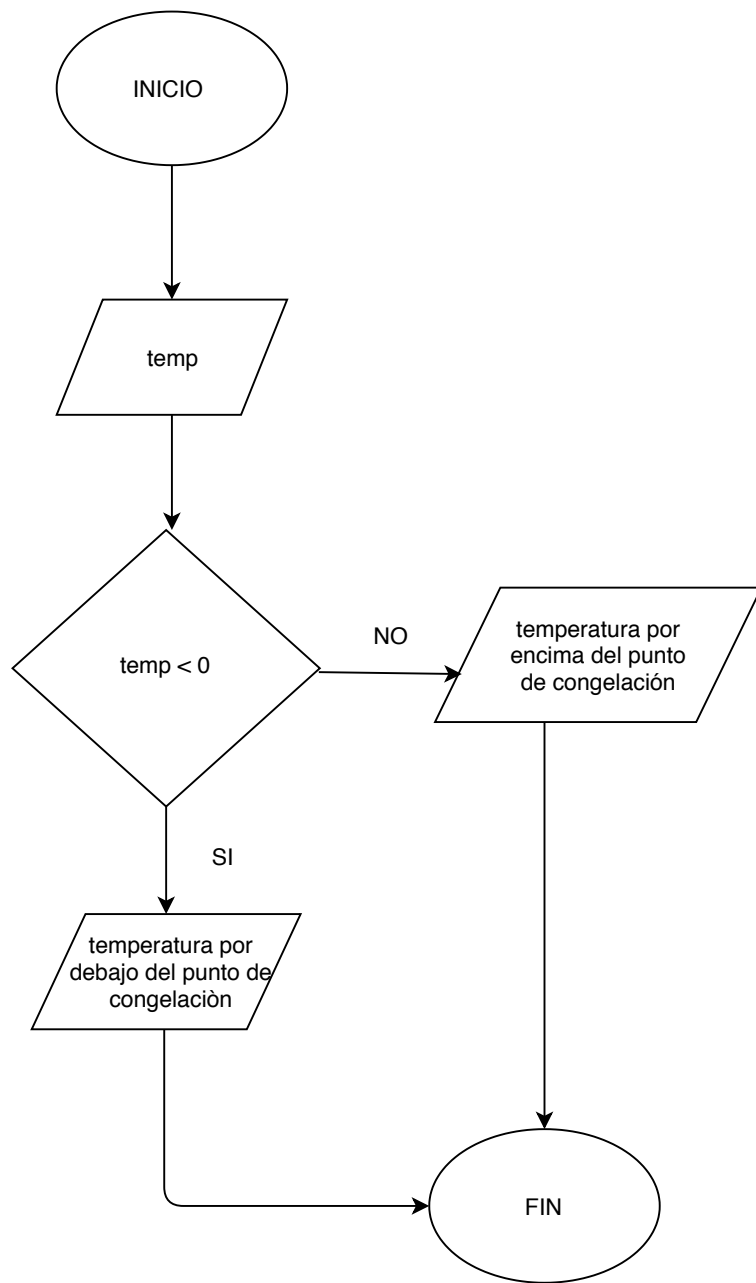 INICIO
temp
temp < 0
NO
temperatura por
encima del punto
de congelación
SI
temperatura por
debajo del punto de
congelaciòn
FIN